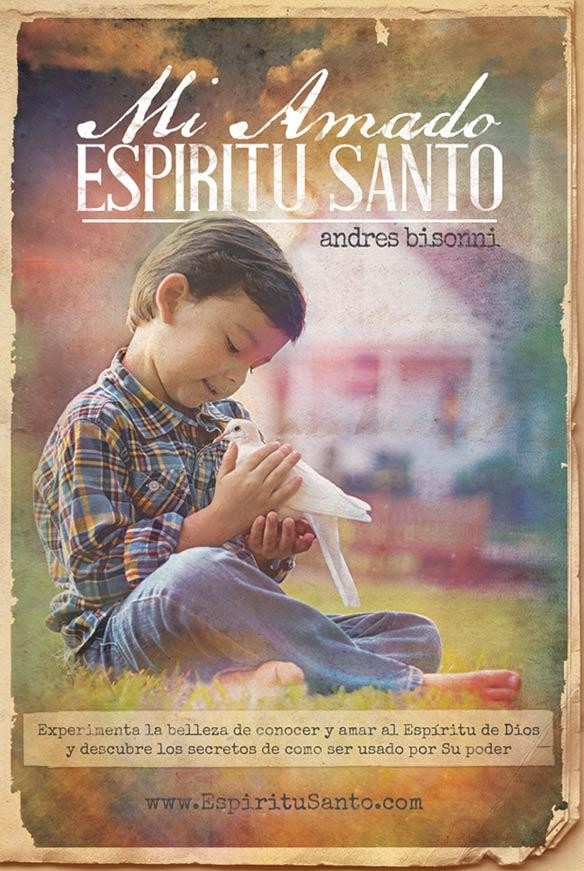 Mi Amado
ESPIRITU SANTO
andres bisonni
Experimenta la belleza de conocer y amar al Espíritu de Dios
y descubre los secretos de como ser usado por Su poder
www.EspirituSanto.com